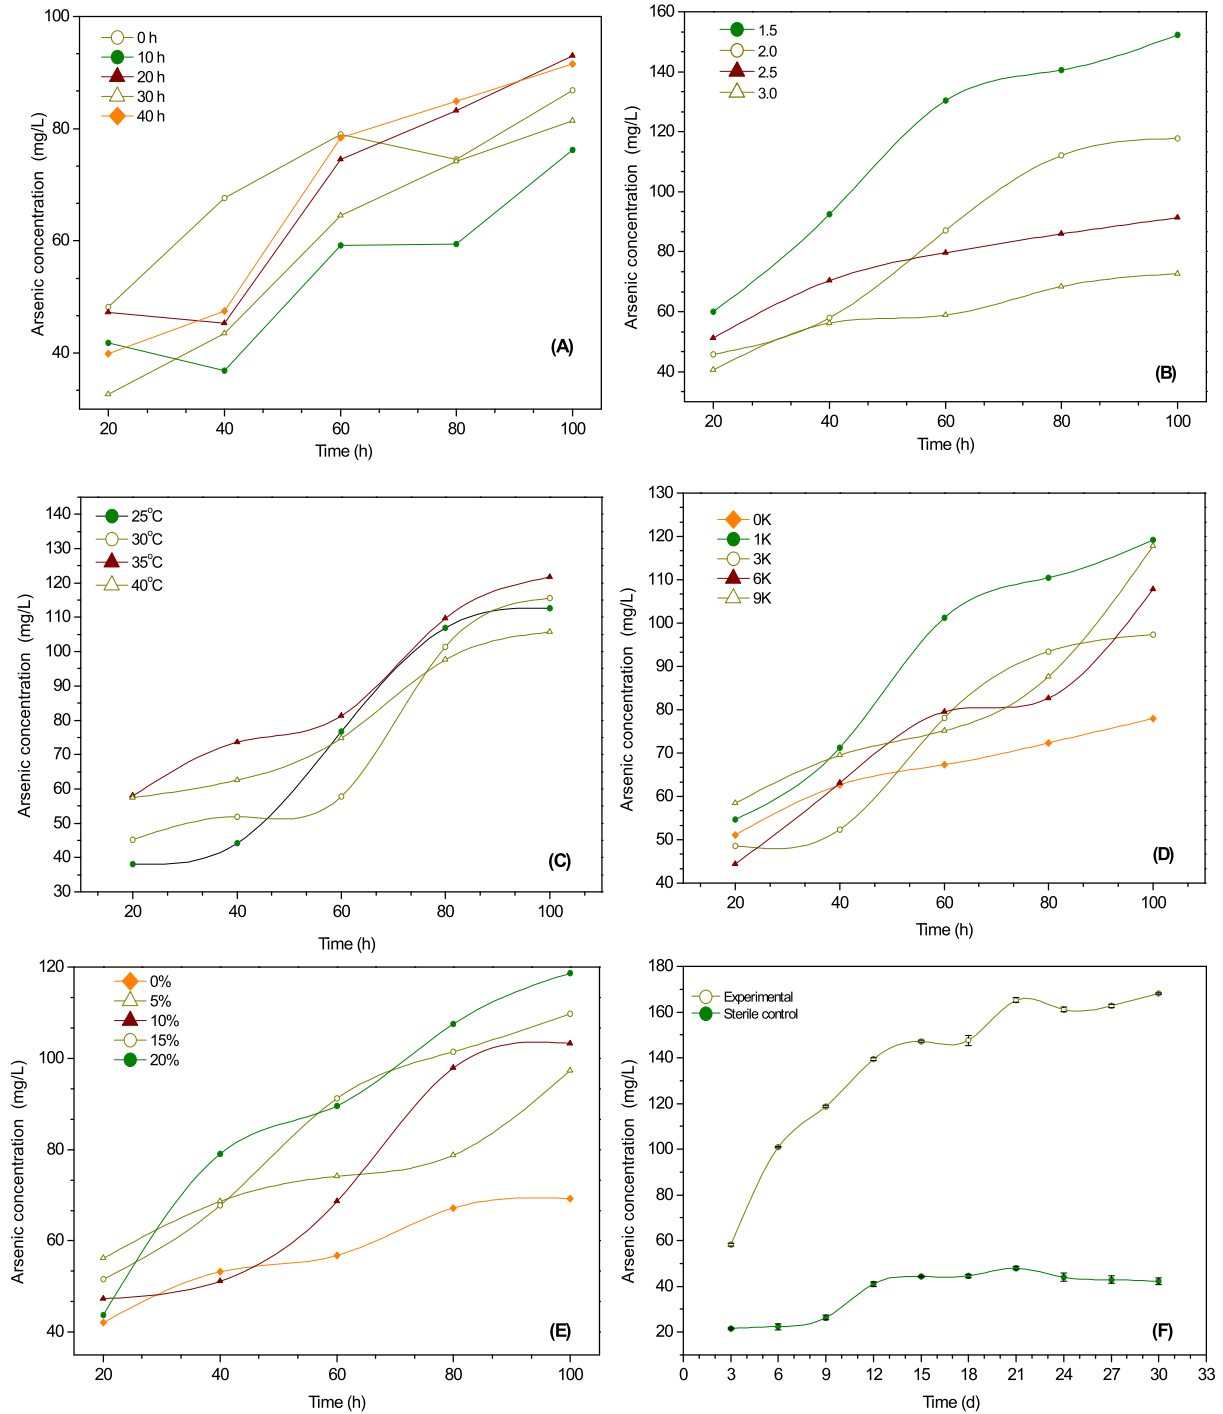 100
80
60
40
20
40
60
80
100
Arsenic concentration (mg/L)
Time (h)
0 h
10 h
20 h
30 h
40 h
(A)
160
140
120
100
80
60
40
20
40
60
80
100
Arsenic concentration (mg/L)
Time (h)
1.5
2.0
2.5
3.0
(B)
140
130
120
110
100
90
80
70
60
50
40
30
20
40
60
80
100
Arsenic concentration (mg/L)
Time (h)
25°C
30°C
35°C
40°C
(C)
130
120
110
100
90
80
70
60
50
40
20
40
60
80
100
Arsenic concentration (mg/L)
Time (h)
0K
1K
3K
6K
9K
(D)
120
100
80
60
40
20
40
60
80
100
Arsenic concentration (mg/L)
Time (h)
0%
5%
10%
15%
20%
(E)
180
160
140
120
100
80
60
40
20
0
3
6
9
12
15
18
21
24
27
30
33
Arsenic concentration (mg/L)
Time (d)
Experimental
Sterile control
(F)